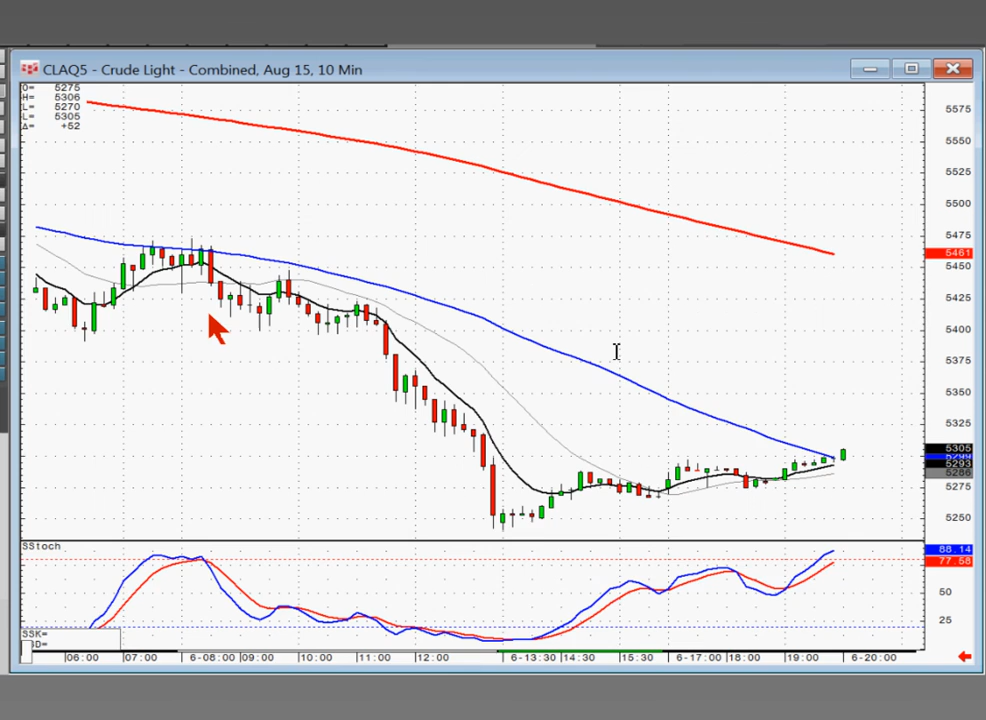 CLAQ5 - Crude Light - Combined, Aug 15, 10 Min
O= 5275
H= 5306
L= 5270
L= 5305
Δ= +52
5575
5550
5525
5500
5475
5461
5450
5425
5400
5375
5350
5325
5305
5293
5286
5275
5250
SStoch
88.14
77.58
50
25
SSK=
06:00 07:00 6-08:00 09:00 10:00 11:00 12:00 6-13:30 14:30 15:30 6-17:00 18:00 19:00 6-20:00